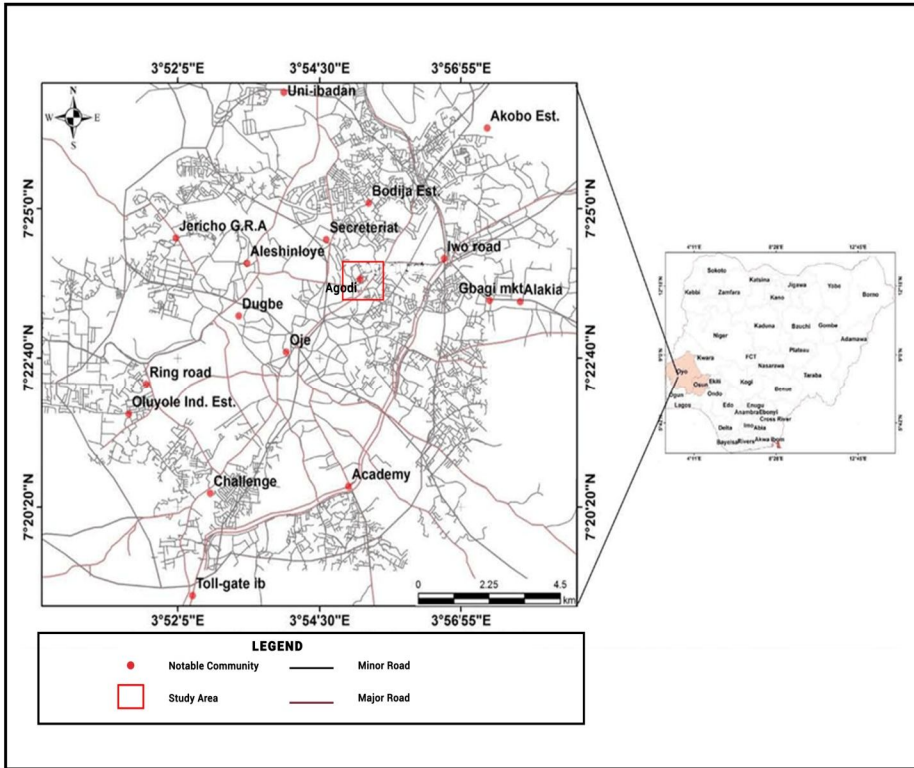 3°52'5"E 3°54'30"E 3°56'55"E
N
W E
S
Uni-ibadan
Akobo Est.
Bodija Est.
7°25'0"N 7°25'0"N
Jericho G.R.A
Secreteriat
Aleshinloye
Iwo road
Agodi
Gbagi mkt
Alakia
Dugbe
Oje
7°22'40"N 7°22'40"N
Ring road
Oluyole Ind. Est.
Challenge
Academy
7°20'20"N 7°20'20"N
Toll-gate ib
0 2.25 4.5
km
3°52'5"E 3°54'30"E 3°56'55"E
LEGEND
Notable Community
Minor Road
Study Area
Major Road
Sokoto
Katsina
Jigawa
Yobe
Kebbi
Zamfara
Kano
Borno
Niger
Kaduna
Bauchi
Gombe
Adamawa
Plateau
Kwara
FCT
Nasarawa
Taraba
Oyo
Osun
Ekiti
Kogi
Benue
Ogun
Ondo
Lagos
Edo
Enugu
Anambra
Ebonyi
Cross River
Delta
Imo
Abia
Bayelsa
Rivers
Akwa Ibom